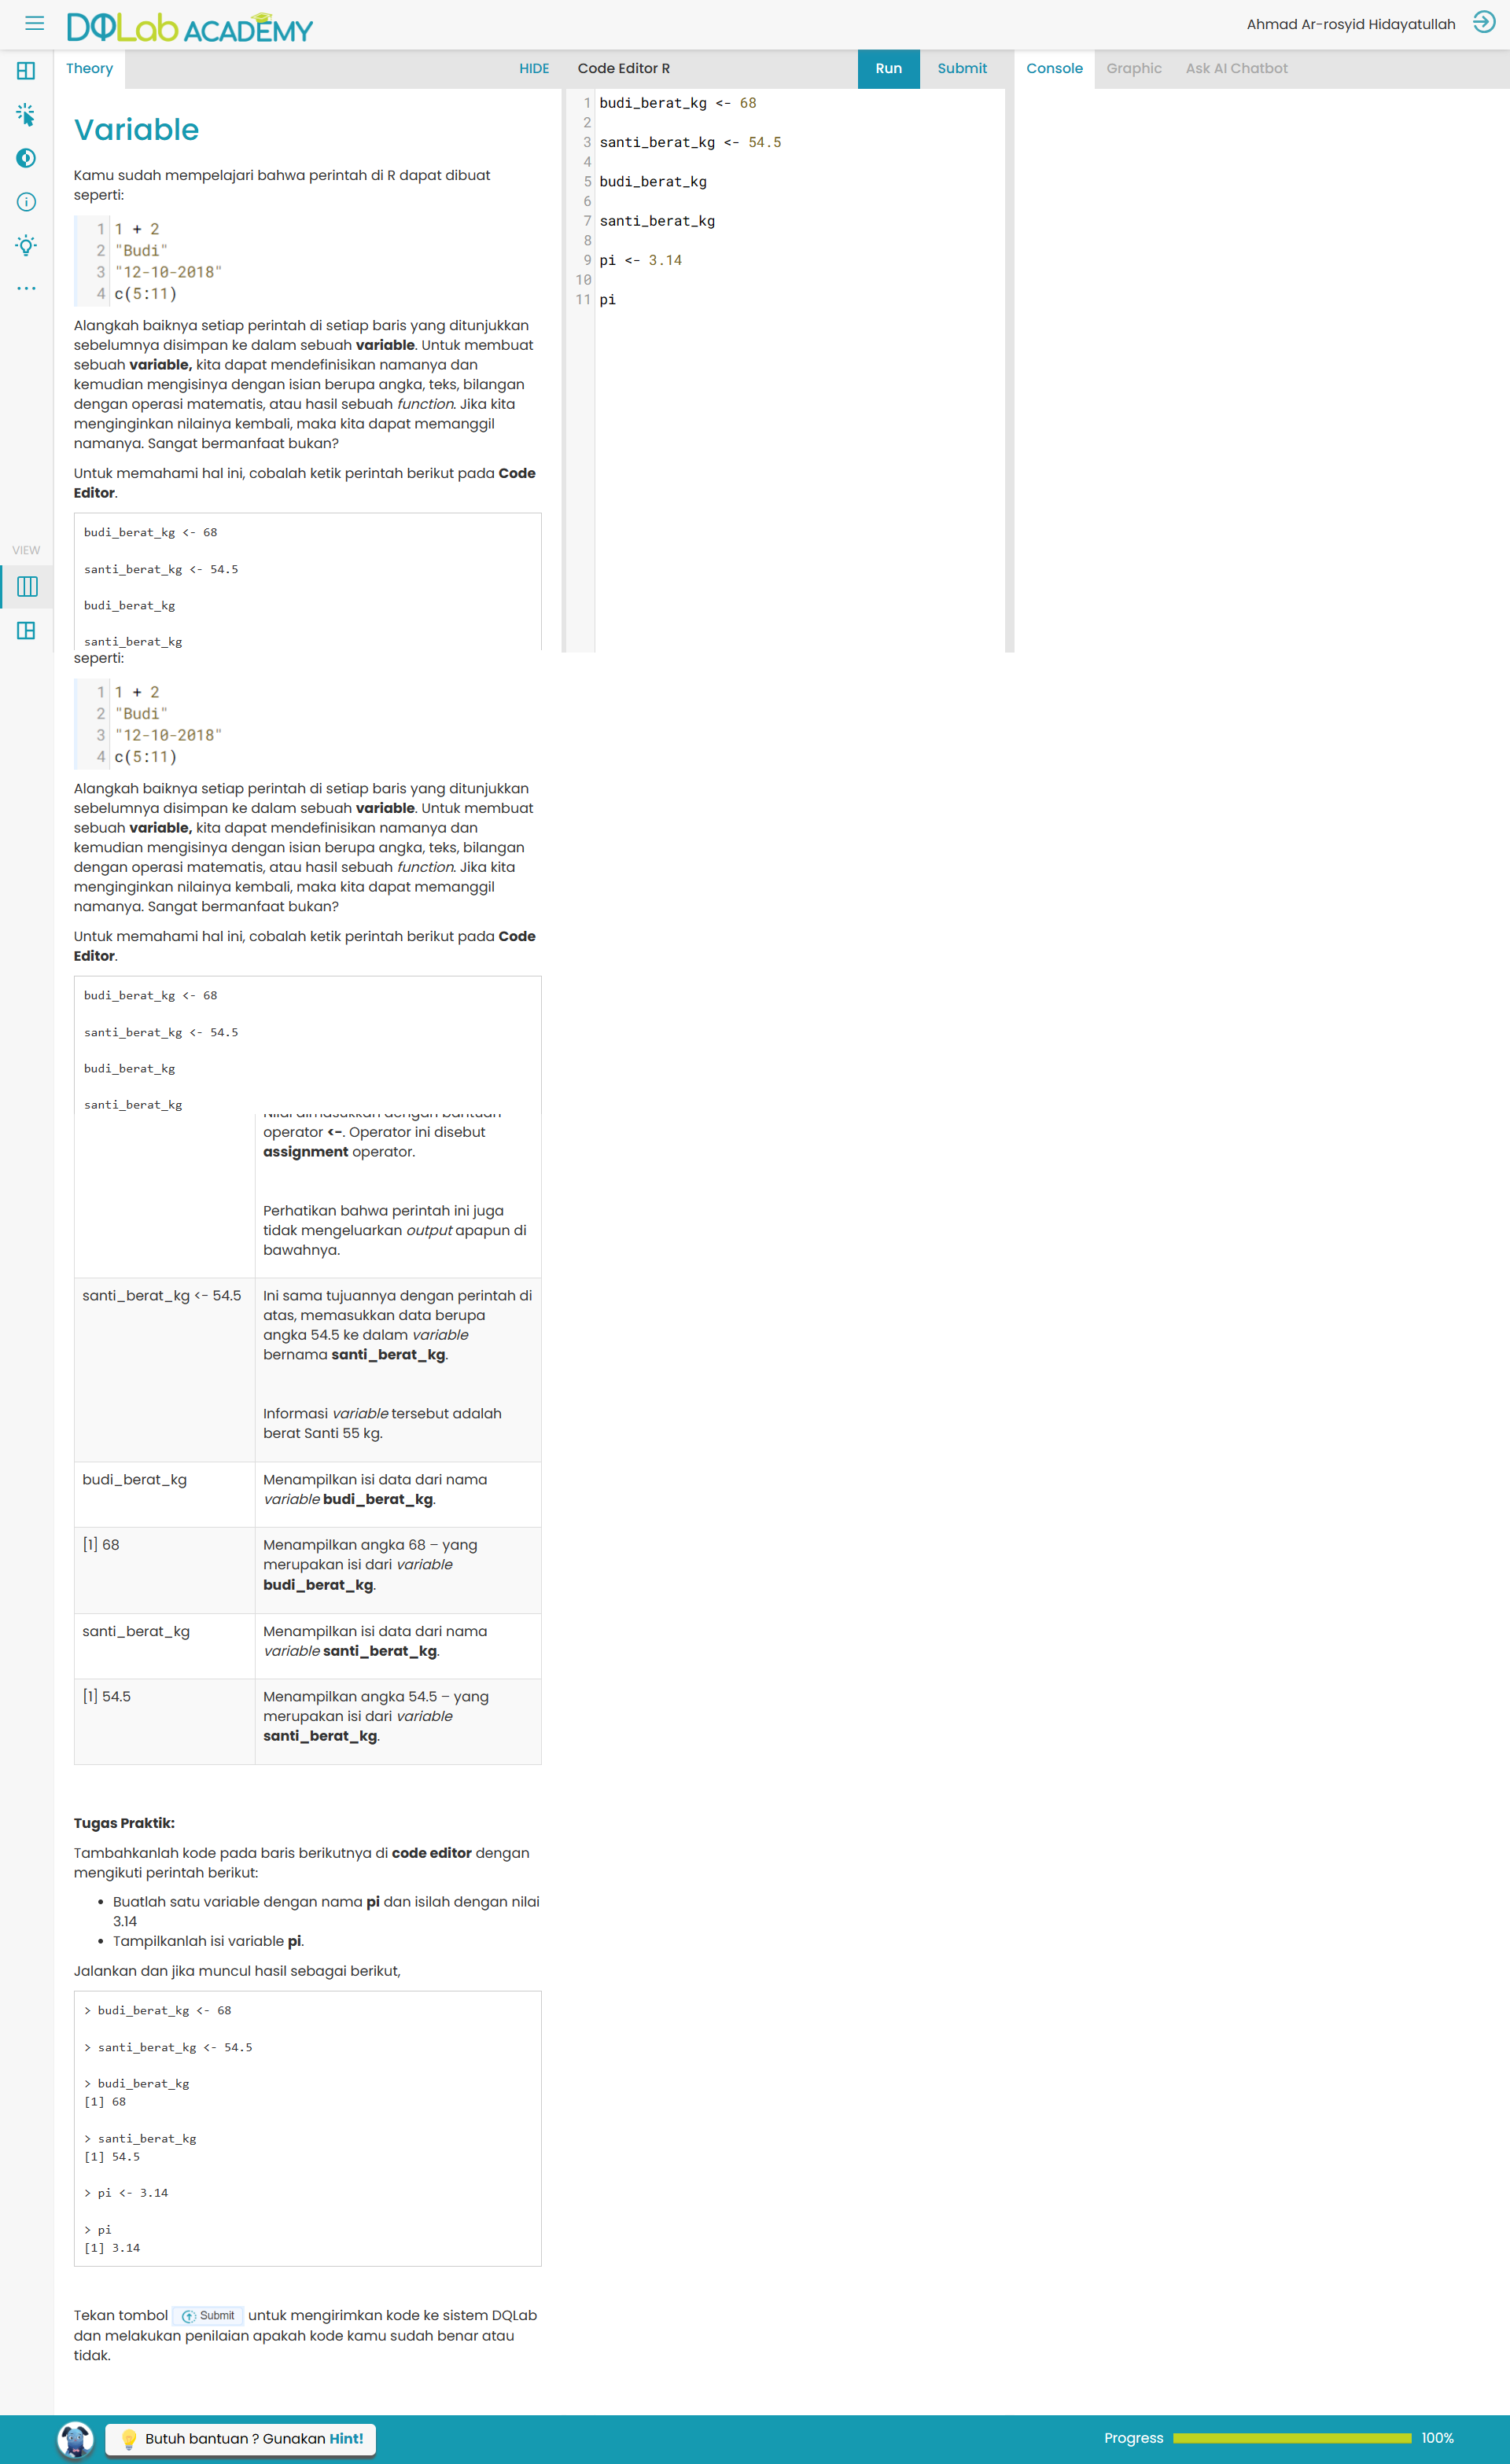 DQLab ACADEMY
Ahmad Ar-rosyid Hidayatullah
Theory
HIDE
Code Editor R
Run
Submit
Console
Graphic
Ask AI Chatbot
VIEW
Variable
Kamu sudah mempelajari bahwa perintah di R dapat dibuat
seperti:
1 1 + 2
2 "Budi"
3 "12-10-2018"
4 c(5:11)
Alangkah baiknya setiap perintah di setiap baris yang ditunjukkan
sebelumnya disimpan ke dalam sebuah variable. Untuk membuat
sebuah variable, kita dapat mendefinisikan namanya dan
kemudian mengisinya dengan isian berupa angka, teks, bilangan
dengan operasi matematis, atau hasil sebuah function. Jika kita
menginginkan nilainya kembali, maka kita dapat memanggil
namanya. Sangat bermanfaat bukan?
Untuk memahami hal ini, cobalah ketik perintah berikut pada Code
Editor.
budi_berat_kg <- 68
santi_berat_kg <- 54.5
budi_berat_kg
santi_berat_kg
1 budi_berat_kg <- 68
2
3 santi_berat_kg <- 54.5
4
5 budi_berat_kg
6
7 santi_berat_kg
8
9 pi <- 3.14
10
11 pi
seperti:
1 1 + 2
2 "Budi"
3 "12-10-2018"
4 c(5:11)
Alangkah baiknya setiap perintah di setiap baris yang ditunjukkan
sebelumnya disimpan ke dalam sebuah variable. Untuk membuat
sebuah variable, kita dapat mendefinisikan namanya dan
kemudian mengisinya dengan isian berupa angka, teks, bilangan
dengan operasi matematis, atau hasil sebuah function. Jika kita
menginginkan nilainya kembali, maka kita dapat memanggil
namanya. Sangat bermanfaat bukan?
Untuk memahami hal ini, cobalah ketik perintah berikut pada Code
Editor.
budi_berat_kg <- 68
santi_berat_kg <- 54.5
budi_berat_kg
santi_berat_kg
Nilai dimasukkan dengan bantuan
operator <-. Operator ini disebut
assignment operator.
Perhatikan bahwa perintah ini juga
tidak mengeluarkan output apapun di
bawahnya.
santi_berat_kg <- 54.5
Ini sama tujuannya dengan perintah di
atas, memasukkan data berupa
angka 54.5 ke dalam variable
bernama santi_berat_kg.
Informasi variable tersebut adalah
berat Santi 55 kg.
budi_berat_kg
Menampilkan isi data dari nama
variable budi_berat_kg.
[1] 68
Menampilkan angka 68 – yang
merupakan isi dari variable
budi_berat_kg.
santi_berat_kg
Menampilkan isi data dari nama
variable santi_berat_kg.
[1] 54.5
Menampilkan angka 54.5 – yang
merupakan isi dari variable
santi_berat_kg.
Tugas Praktik:
Tambahkanlah kode pada baris berikutnya di code editor dengan
mengikuti perintah berikut:
• Buatlah satu variable dengan nama pi dan isilah dengan nilai
3.14
• Tampilkanlah isi variable pi.
Jalankan dan jika muncul hasil sebagai berikut,
> budi_berat_kg <- 68
> santi_berat_kg <- 54.5
> budi_berat_kg
[1] 68
> santi_berat_kg
[1] 54.5
> pi <- 3.14
> pi
[1] 3.14
Tekan tombol Submit untuk mengirimkan kode ke sistem DQLab
dan melakukan penilaian apakah kode kamu sudah benar atau
tidak.
Butuh bantuan ? Gunakan Hint!
Progress
100%